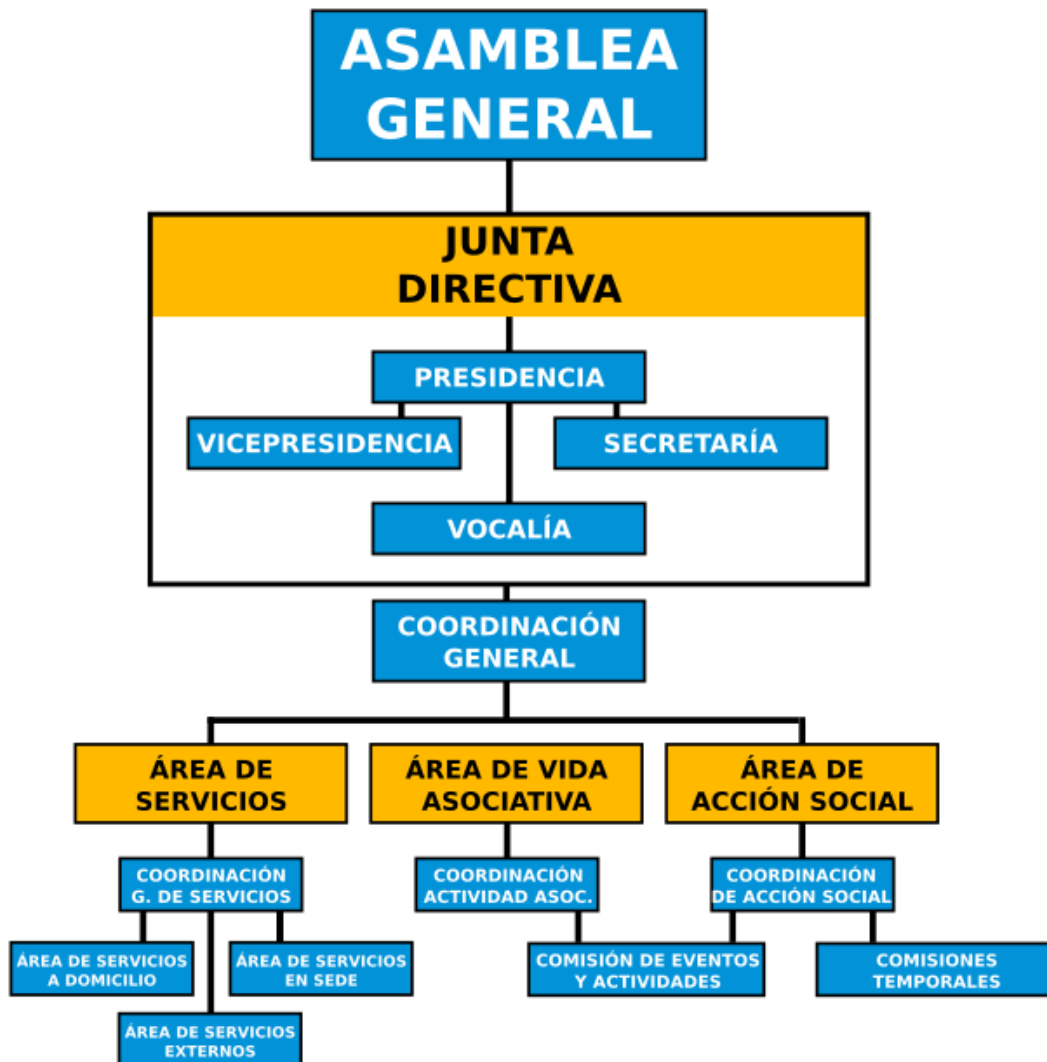 ASAMBLEA
GENERAL
JUNTA
DIRECTIVA
PRESIDENCIA
VICEPRESIDENCIA
SECRETARÍA
VOCALÍA
COORDINACIÓN
GENERAL
ÁREA DE
SERVICIOS
ÁREA DE VIDA
ASOCIATIVA
ÁREA DE
ACCIÓN SOCIAL
COORDINACIÓN
G. DE SERVICIOS
COORDINACIÓN
ACTIVIDAD ASOC.
COORDINACIÓN
DE ACCIÓN SOCIAL
ÁREA DE SERVICIOS
A DOMICILIO
ÁREA DE SERVICIOS
EN SEDE
COMISIÓN DE EVENTOS
Y ACTIVIDADES
COMISIONES
TEMPORALES
ÁREA DE SERVICIOS
EXTERNOS